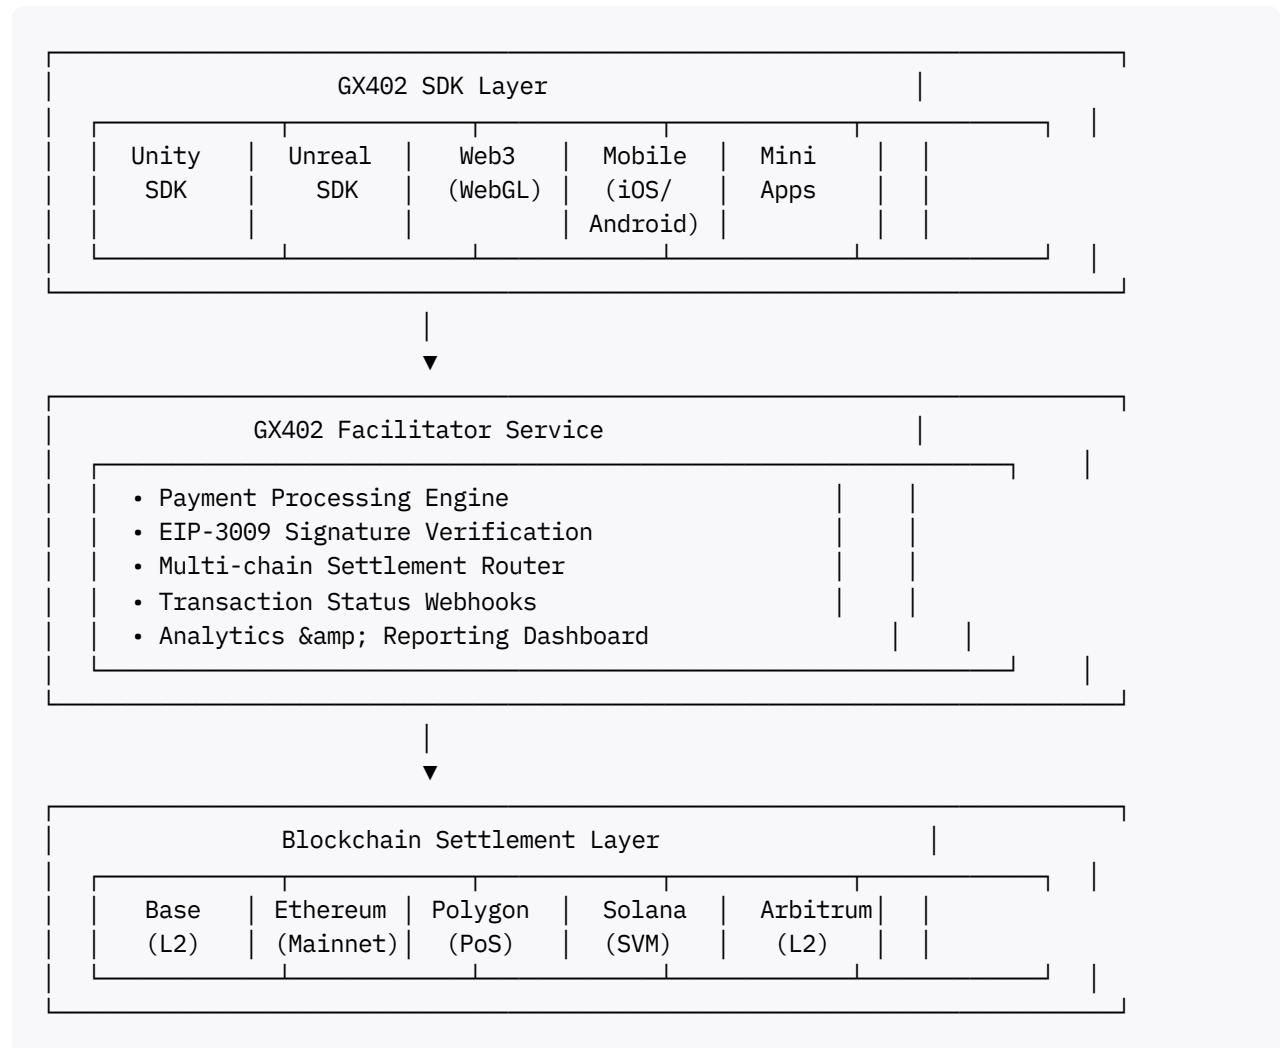 GX402 SDK Layer
Unity Unreal Web3 Mobile Mini
SDK SDK (WebGL) (iOS/ Apps
Android)
GX402 Facilitator Service
• Payment Processing Engine
• EIP-3009 Signature Verification
• Multi-chain Settlement Router
• Transaction Status Webhooks
• Analytics &amp; Reporting Dashboard
Blockchain Settlement Layer
Base Ethereum Polygon Solana Arbitrum
(L2) (Mainnet) (PoS) (SVM) (L2)